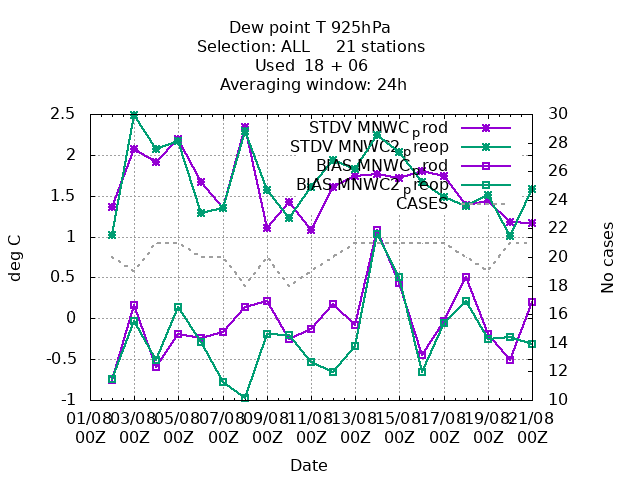 Dew point T 925hPa
Selection: ALL 21 stations
Used 18 + 06
Averaging window: 24h
2.5
2
1.5
1
0.5
0
-0.5
-1
deg C
30
28
26
24
22
20
18
16
14
12
10
No cases
STDV MNWC_prod
STDV MNWC2_preop
BIAS MNWC_prod
BIAS MNWC2_preop
CASES
01/08 03/08 05/08 07/08 09/08 11/08 13/08 15/08 17/08 19/08 21/08
00Z 00Z 00Z 00Z 00Z 00Z 00Z 00Z 00Z 00Z 00Z
Date